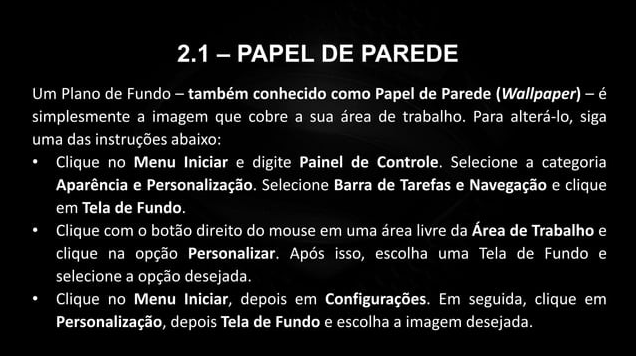 2.1 – PAPEL DE PAREDE
Um Plano de Fundo – também conhecido como Papel de Parede (Wallpaper) – é
simplesmente a imagem que cobre a sua área de trabalho. Para alterá-lo, siga
uma das instruções abaixo:
• Clique no Menu Iniciar e digite Painel de Controle. Selecione a categoria
Aparência e Personalização. Selecione Barra de Tarefas e Navegação e clique
em Tela de Fundo.
• Clique com o botão direito do mouse em uma área livre da Área de Trabalho e
clique na opção Personalizar. Após isso, escolha uma Tela de Fundo e
selecione a opção desejada.
• Clique no Menu Iniciar, depois em Configurações. Em seguida, clique em
Personalização, depois Tela de Fundo e escolha a imagem desejada.